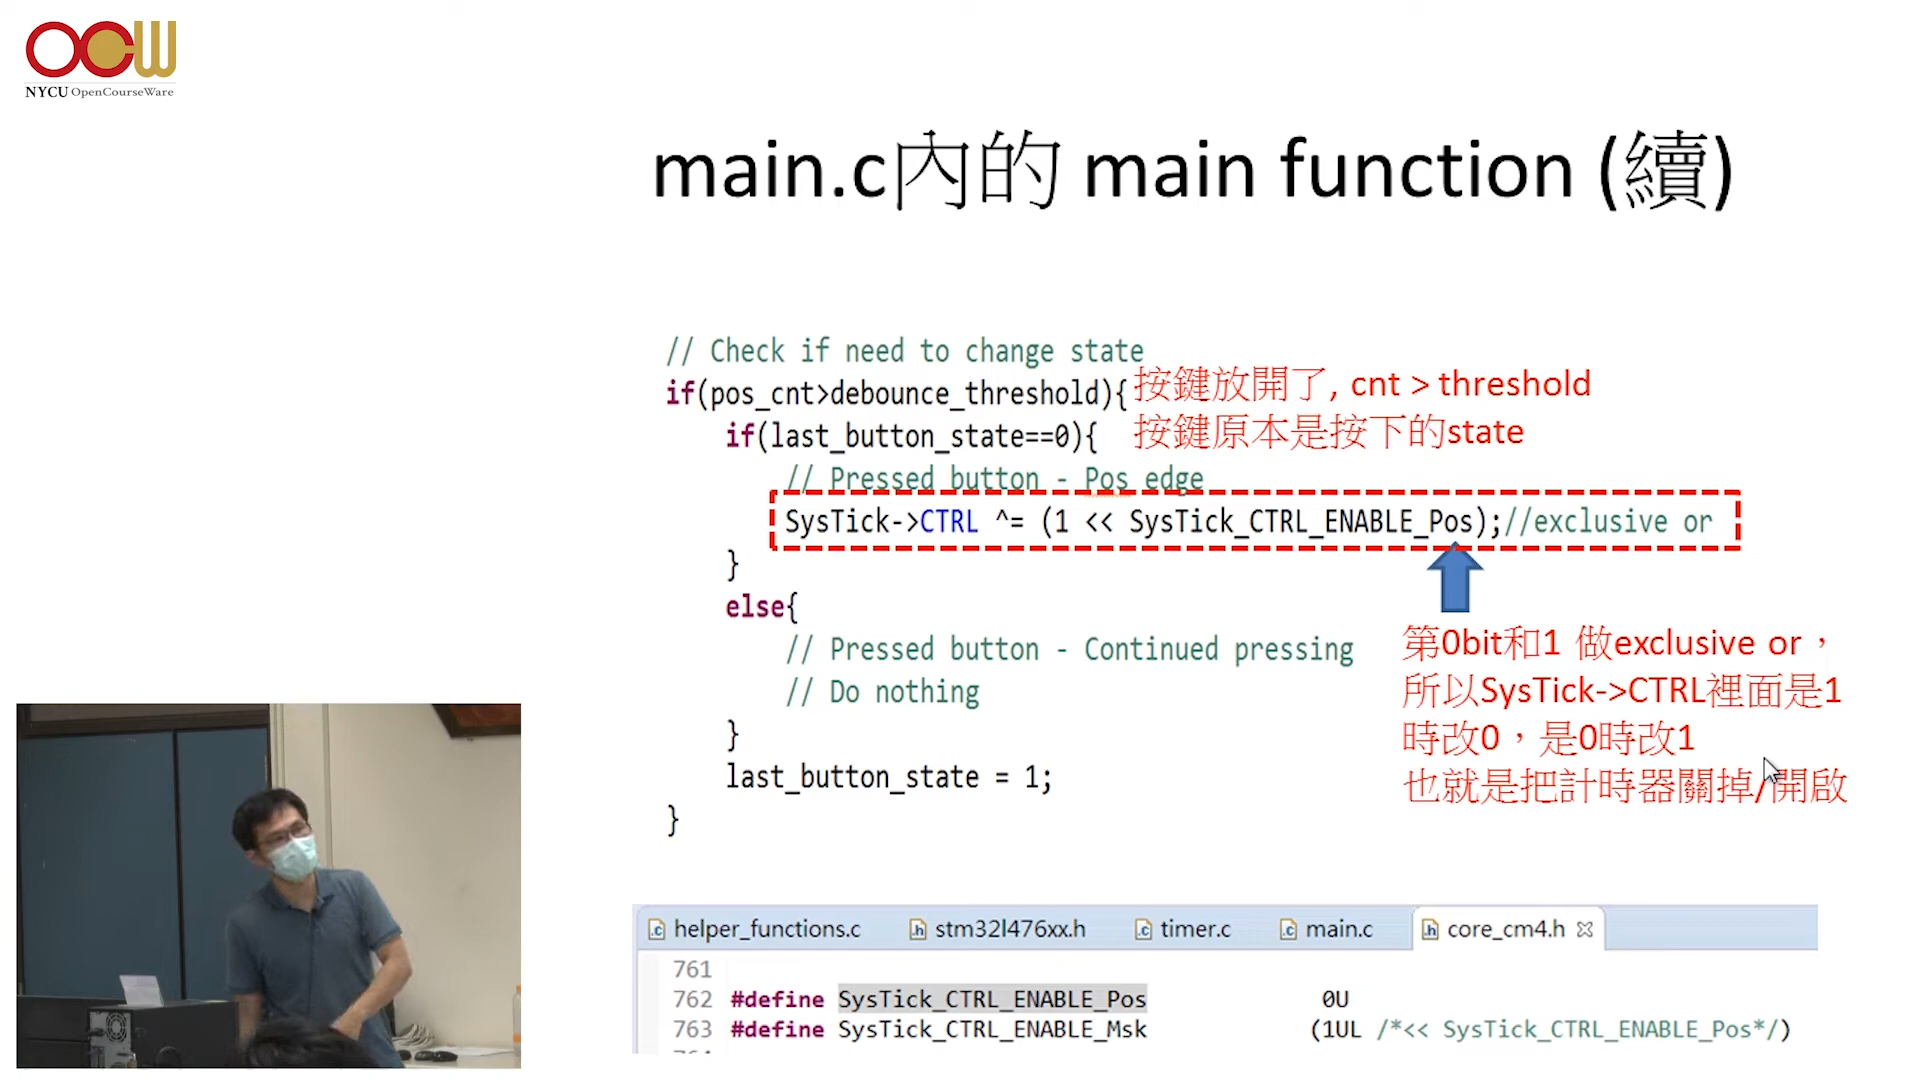 OCW
NYCU OpenCourseWare
main.c內的 main function (續)
// Check if need to change state
if(pos_cnt>debounce_threshold){
按鍵放開了, cnt > threshold
if(last_button_state==0){
按鍵原本是按下的state
// Pressed button - Pos edge
SysTick->CTRL ^= (1 << SysTick_CTRL_ENABLE_Pos);//exclusive or
}
else{
// Pressed button - Continued pressing
// Do nothing
}
last_button_state = 1;
}
第0bit和1 做exclusive or，
所以SysTick->CTRL裡面是1
時改0，是0時改1
也就是把計時器關掉/開啟
helper_functions.c stm32l476xx.h timer.c main.c core_cm4.h
761
762 #define SysTick_CTRL_ENABLE_Pos 0U
763 #define SysTick_CTRL_ENABLE_Msk (1UL /*<< SysTick_CTRL_ENABLE_Pos*/)